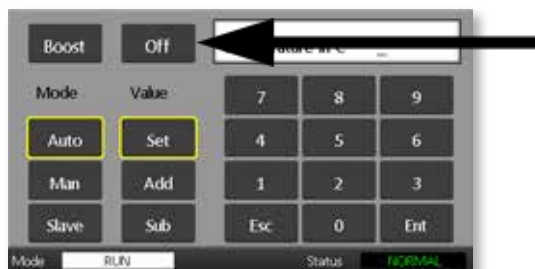 Boost Off
Mode Value 7 8 9
Auto Set 4 5 6
Man Add 1 2 3
Slave Sub Esc 0 Ent
Mode RUN Status NORMAL